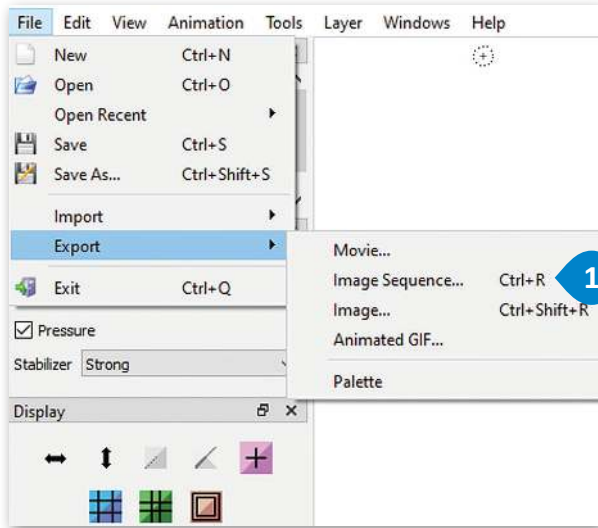 File Edit View Animation Tools Layer Windows Help
New Ctrl+N
Open Ctrl+O
Open Recent
Save Ctrl+S
Save As... Ctrl+Shift+S
Import
Export
Exit Ctrl+Q
Movie...
Image Sequence... Ctrl+R 1
Image... Ctrl+Shift+R
Animated GIF...
Palette
Pressure
Stabilizer Strong
Display